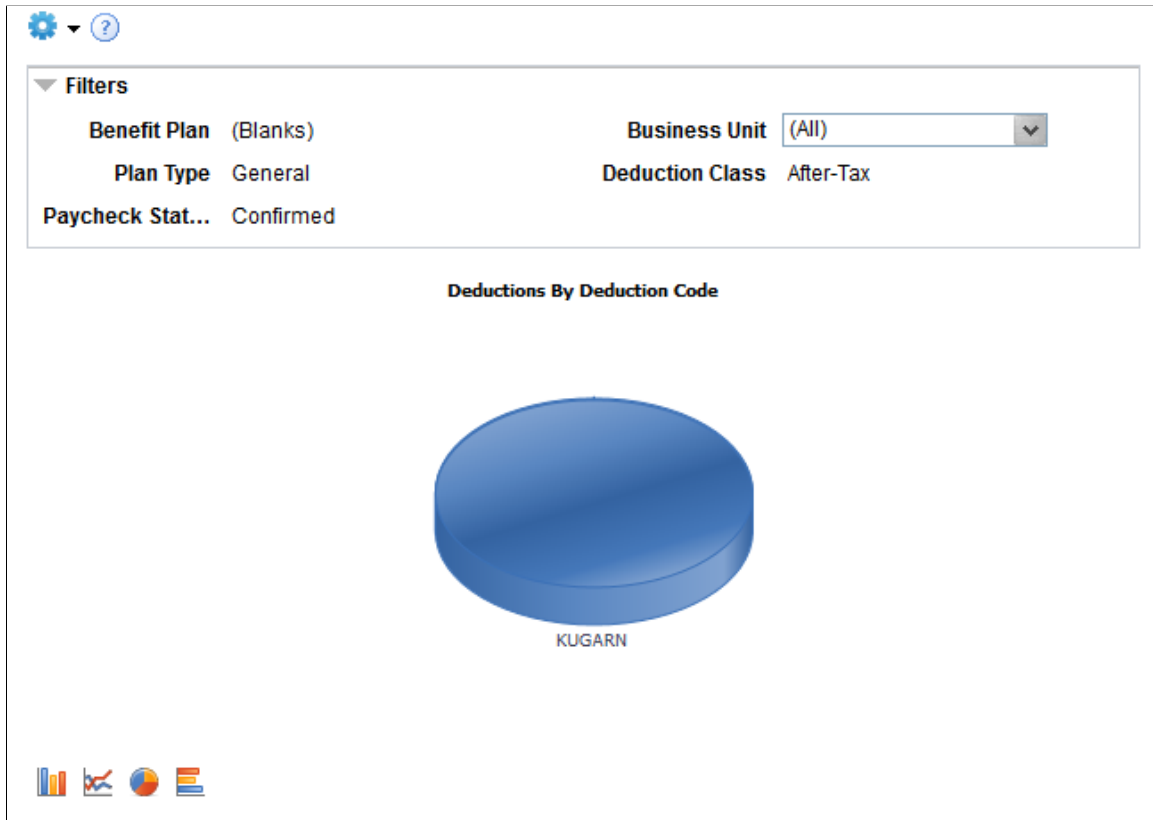 ?
Filters
Benefit Plan (Blanks) Business Unit (All)
Plan Type General Deduction Class After-Tax
Paycheck Stat... Confirmed
Deductions By Deduction Code
KUGARN